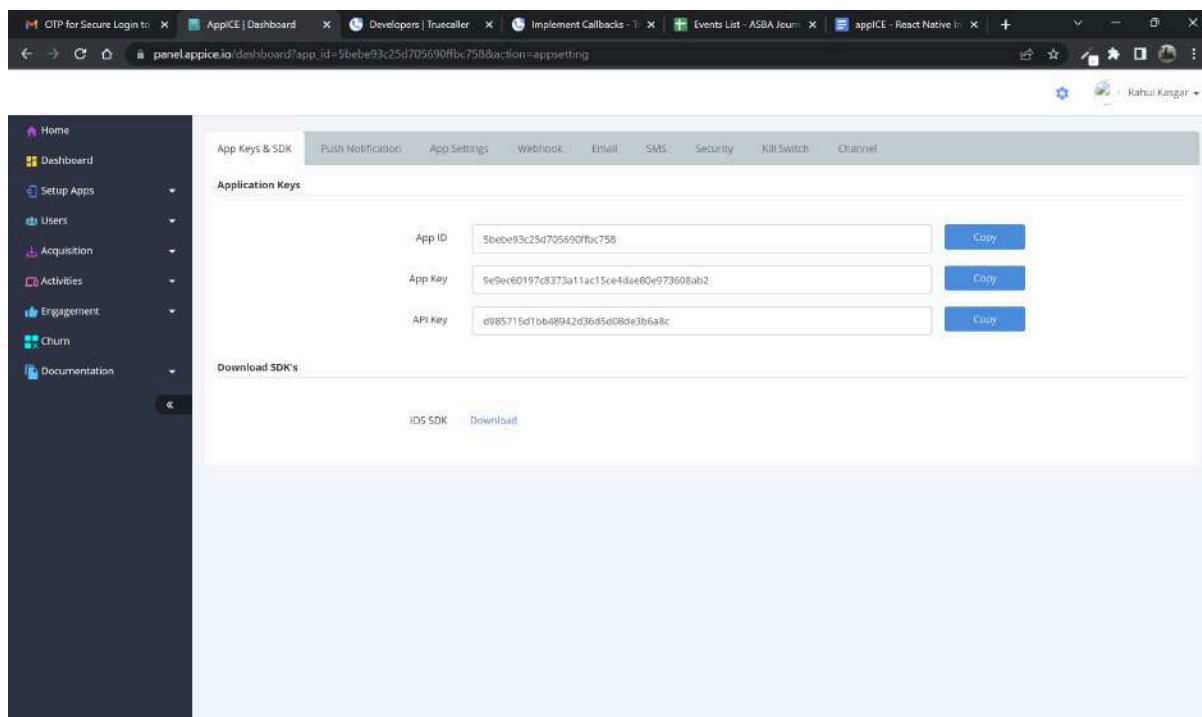 OTP for Secure Login to
AppICE | Dashboard
Developers | Truecaller
Implement Callbacks - T
Events List - ASBA Journ
appICE - React Native In
panel.appice.io/dashboard?app_id=5bebe93c25d705690ffbc758&action=appsetting
Rahul Kasgar
Home
Dashboard
Setup Apps
Users
Acquisition
Activities
Engagement
Churn
Documentation
App Keys & SDK
Push Notification
App Settings
Webhook
Email
SMS
Security
Kill Switch
Channel
Application Keys
App ID
5bebe93c25d705690ffbc758
Copy
App Key
9e9ec60197c8373a11ac15ce4dae80e973608ab2
Copy
API Key
d985715d1bb48942d36d5d08de3b6a8c
Copy
Download SDK's
iOS SDK
Download